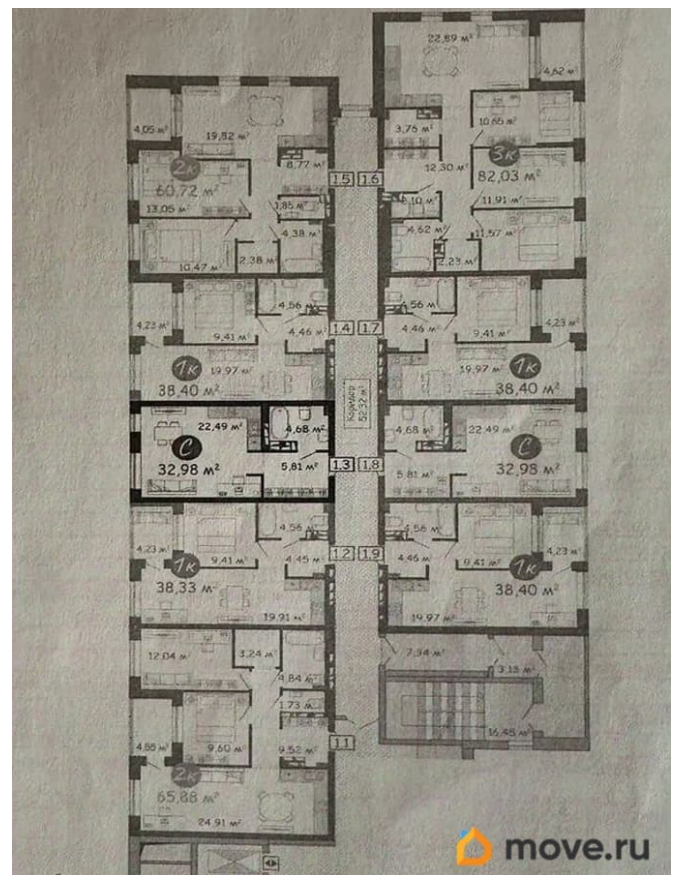 22,89 м²
4,62 м²
4,05 м²
19,82 м²
3,76 м²
10,65 м²
2к
60,72 м²
8,77 м²
1.5 1.6
12,30 м²
3к
82,03 м²
13,05 м²
1,85 м²
11,91 м²
4,38 м²
4,62 м²
11,57 м²
10,47 м²
2,38 м²
2,23 м²
4,56 м²
4,23 м²
9,41 м²
4,46 м²
1.4 1.7
4,46 м²
9,41 м²
4,23 м²
1к
38,40 м²
19,97 м²
19,97 м²
1к
38,40 м²
Коридор
52,32 м²
22,49 м²
4,68 м²
4,68 м²
22,49 м²
С
32,98 м²
5,81 м²
1.3 1.8
5,81 м²
С
32,98 м²
4,56 м²
4,56 м²
4,23 м²
9,41 м²
4,45 м²
1.2 1.9
4,46 м²
9,41 м²
4,23 м²
1к
38,33 м²
19,91 м²
19,97 м²
1к
38,40 м²
12,04 м²
3,24 м²
4,84 м²
7,94 м²
1,73 м²
16,45 м²
4,55 м²
9,60 м²
9,52 м²
1.1
2к
65,88 м²
24,91 м²
move.ru